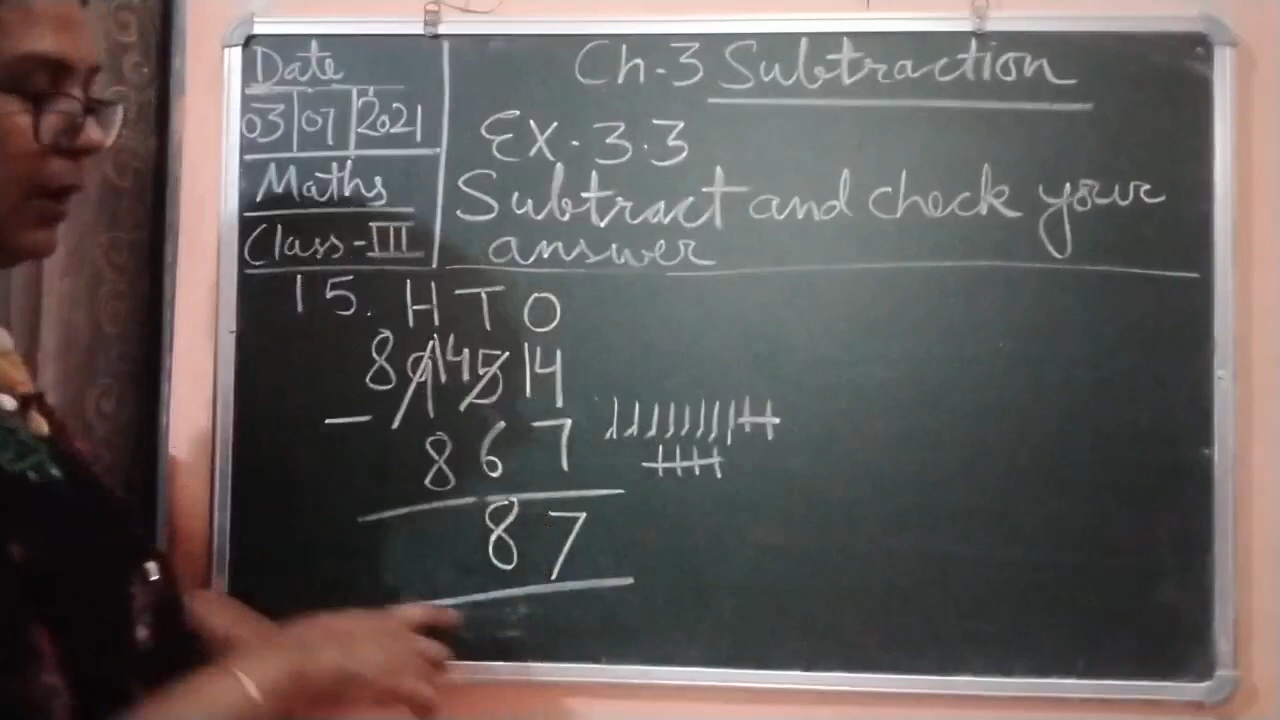 Date
03|07|2021
Maths
Class-III
Ch-3 Subtraction
EX.3.3
Subtract and check your
answer
15. H T O
8 9 14 5 14
- 8 6 7
8 7